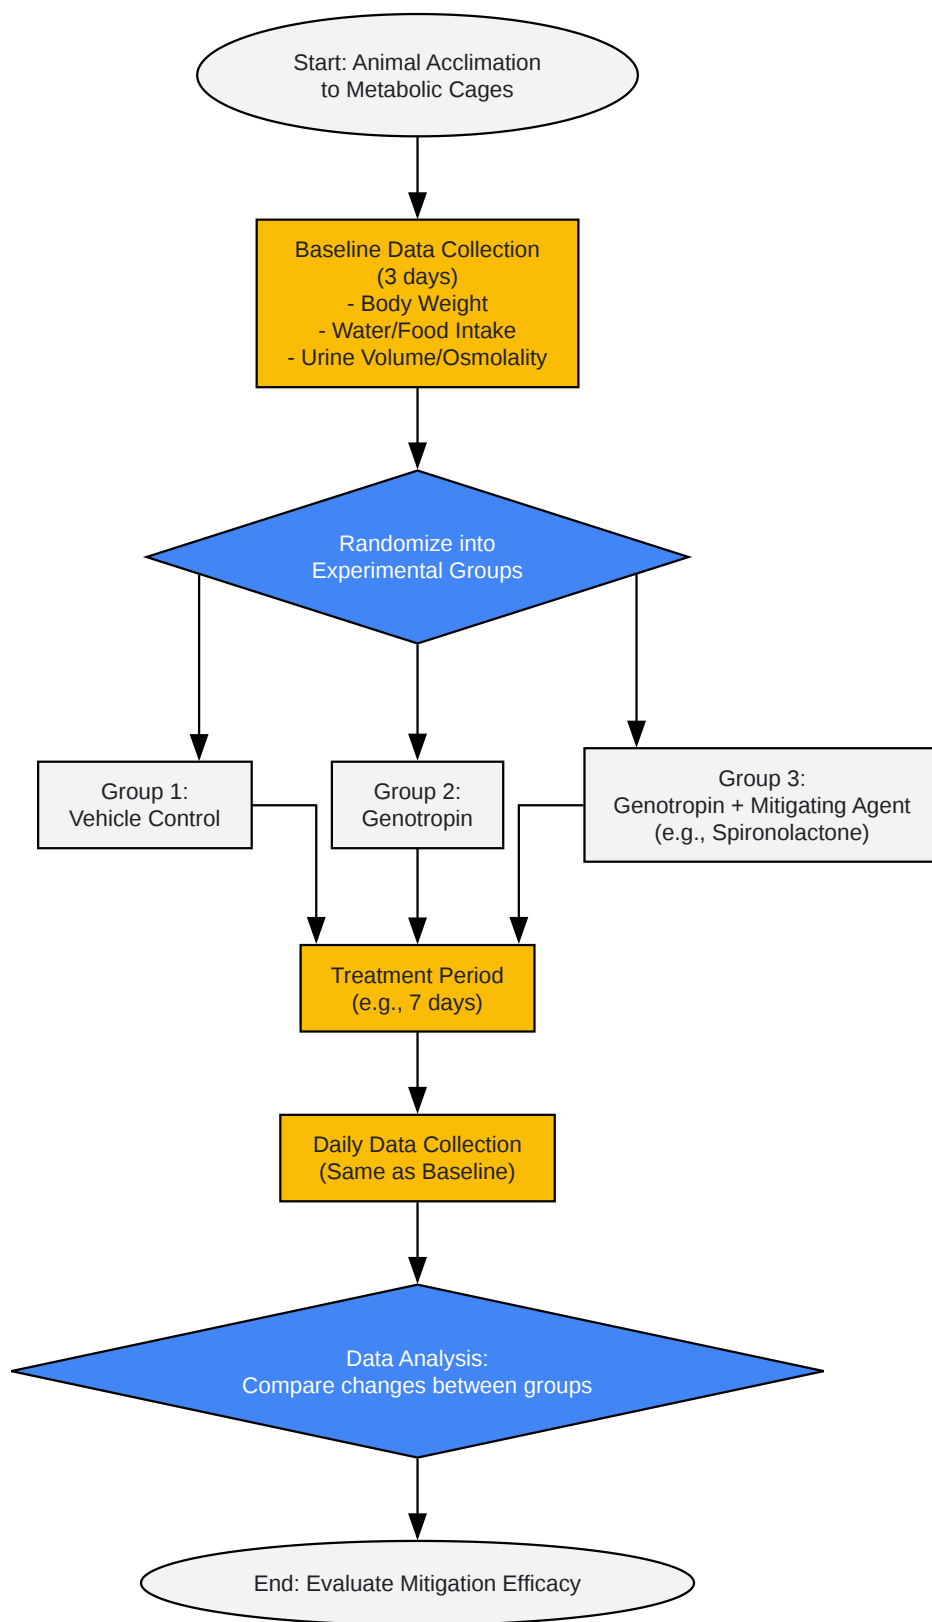 Start: Animal Acclimation
to Metabolic Cages
Baseline Data Collection
(3 days)
- Body Weight
- Water/Food Intake
- Urine Volume/Osmolality
Randomize into
Experimental Groups
Group 1:
Vehicle Control
Group 2:
Genotropin
Group 3:
Genotropin + Mitigating Agent
(e.g., Spironolactone)
Treatment Period
(e.g., 7 days)
Daily Data Collection
(Same as Baseline)
Data Analysis:
Compare changes between groups
End: Evaluate Mitigation Efficacy